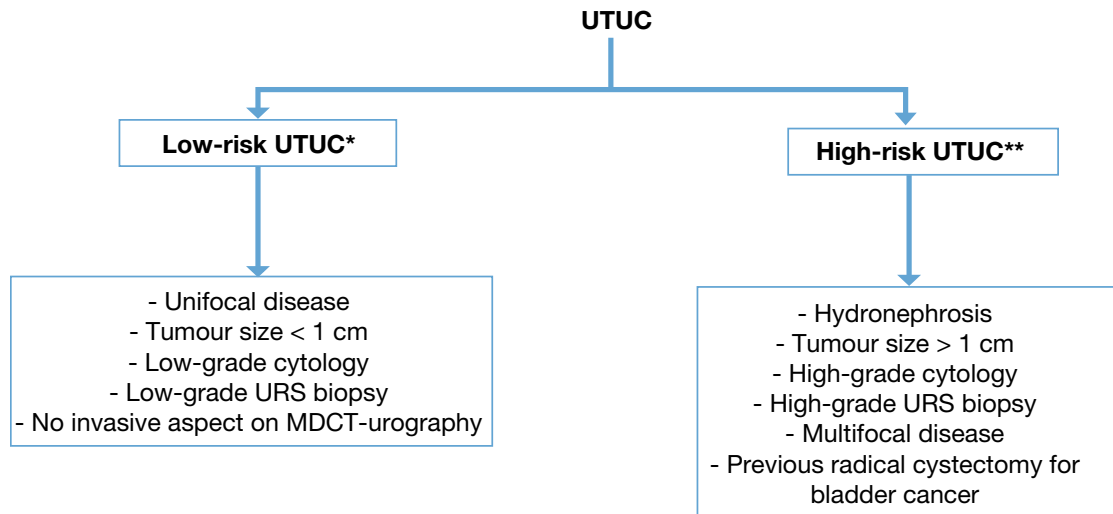 UTUC
Low-risk UTUC*
High-risk UTUC**
- Unifocal disease
- Tumour size < 1 cm
- Low-grade cytology
- Low-grade URS biopsy
- No invasive aspect on MDCT-urography
- Hydronephrosis
- Tumour size > 1 cm
- High-grade cytology
- High-grade URS biopsy
- Multifocal disease
- Previous radical cystectomy for
bladder cancer